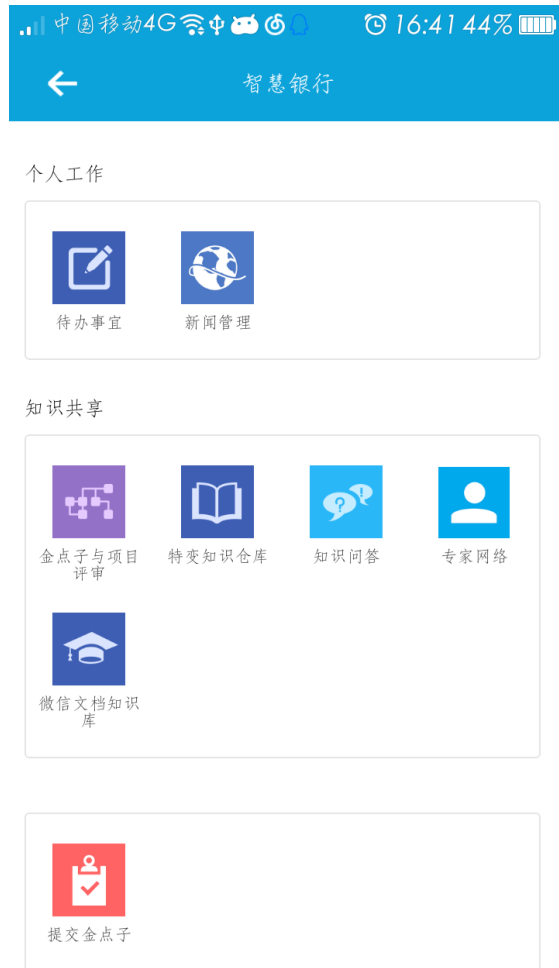 中国移动4G 16:41 44%
智慧银行
个人工作
待办事宜 新闻管理
知识共享
金点子与项目评审 特变知识仓库 知识问答 专家网络
微信文档知识库
提交金点子